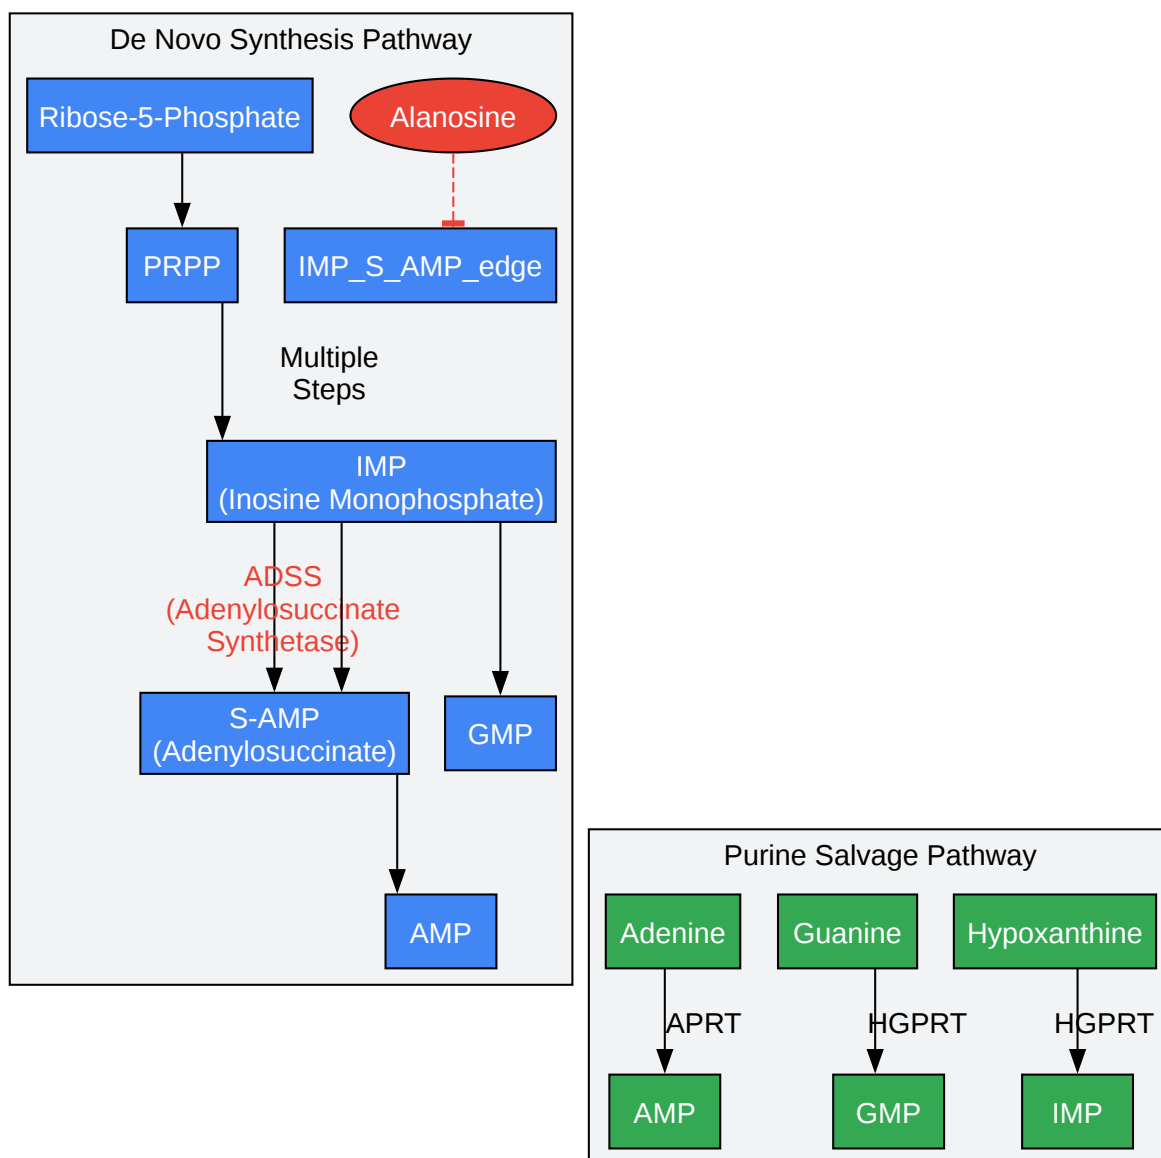 De Novo Synthesis Pathway
Ribose-5-Phosphate
Alanosine
PRPP
IMP_S_AMP_edge
Multiple
Steps
IMP
(Inosine Monophosphate)
ADSS
(Adenylosuccinate
Synthetase)
S-AMP
(Adenylosuccinate)
GMP
AMP
Purine Salvage Pathway
Adenine
Guanine
Hypoxanthine
APRT
HGPRT
HGPRT
AMP
GMP
IMP